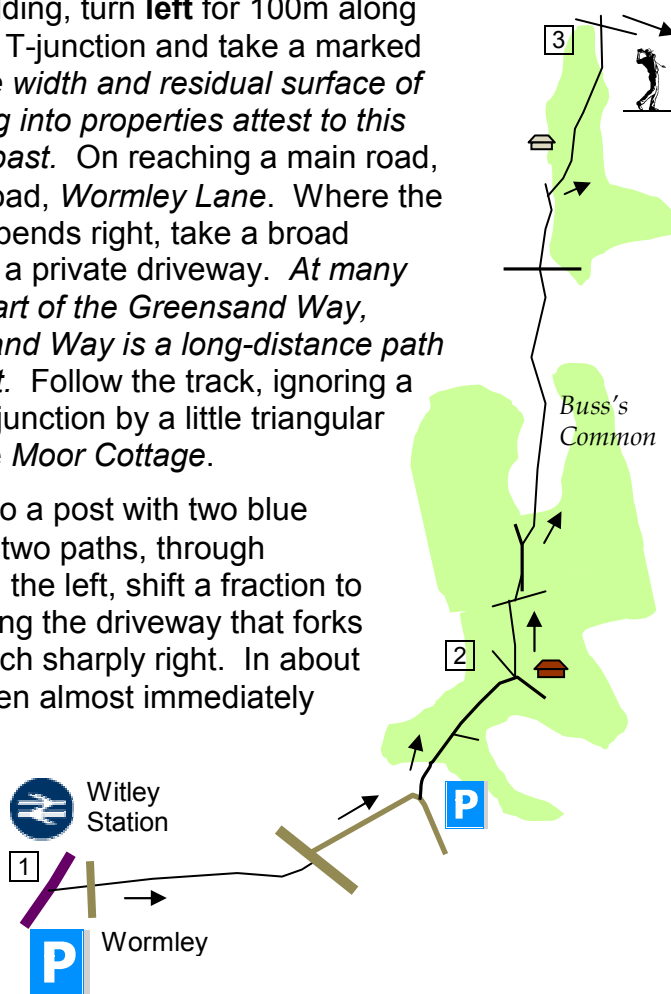 ding, turn left for 100m along
T-junction and take a marked
width and residual surface of
into properties attest to this
past. On reaching a main road,
Wormley Lane. Where the
bends right, take a broad
a private driveway. At many
art of the Greensand Way,
and Way is a long-distance path
Follow the track, ignoring a
junction by a little triangular
Moor Cottage.
o a post with two blue
two paths, through
the left, shift a fraction to
ng the driveway that forks
ch sharply right. In about
en almost immediately
3
Buss's
Common
2
P
Witley
Station
1
Wormley
P